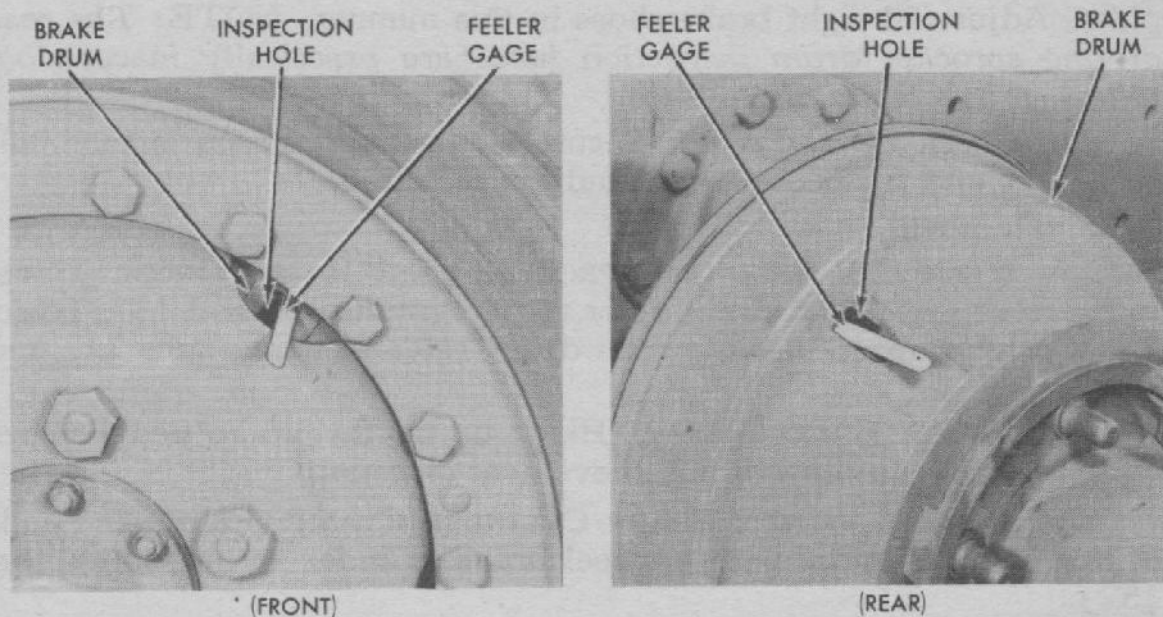 BRAKE DRUM
INSPECTION HOLE
FEELER GAGE
FEELER GAGE
INSPECTION HOLE
BRAKE DRUM
(FRONT)
(REAR)